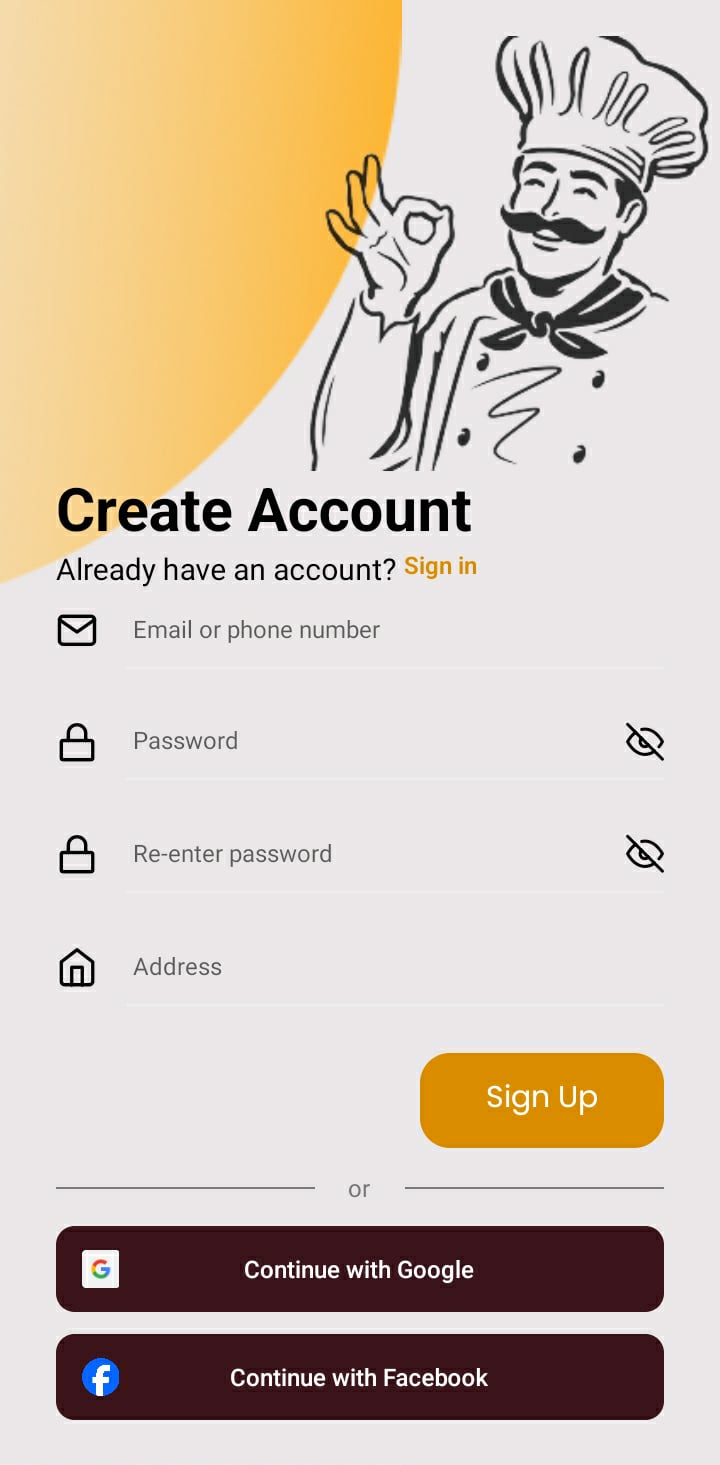 Create Account
Already have an account? Sign in
Email or phone number
Password
Re-enter password
Address
Sign Up
or
Continue with Google
Continue with Facebook